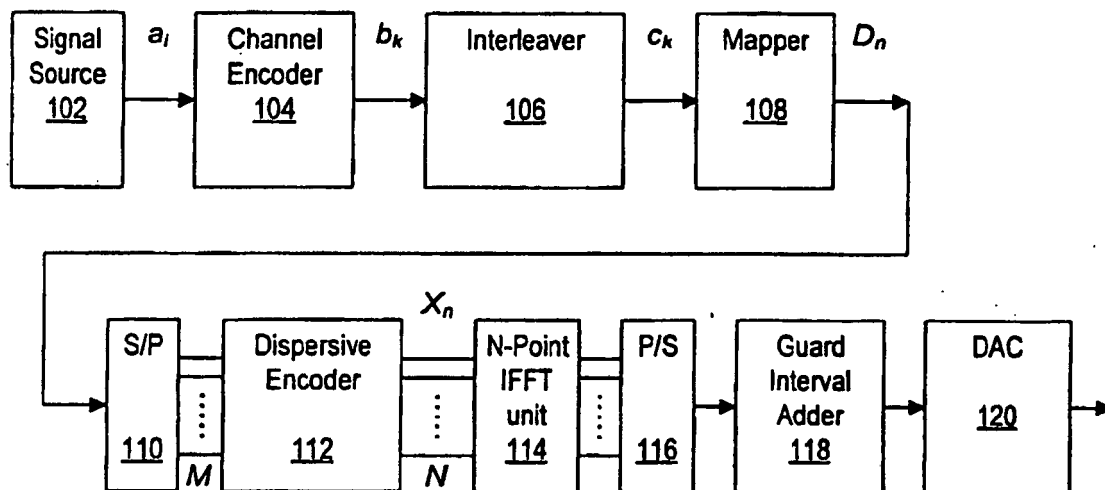 Signal Source 102
a_i
Channel Encoder 104
b_k
Interleaver 106
c_k
Mapper 108
D_n
S/P 110
M
Dispersive Encoder 112
X_n
N
N-Point IFFT unit 114
P/S 116
Guard Interval Adder 118
DAC 120